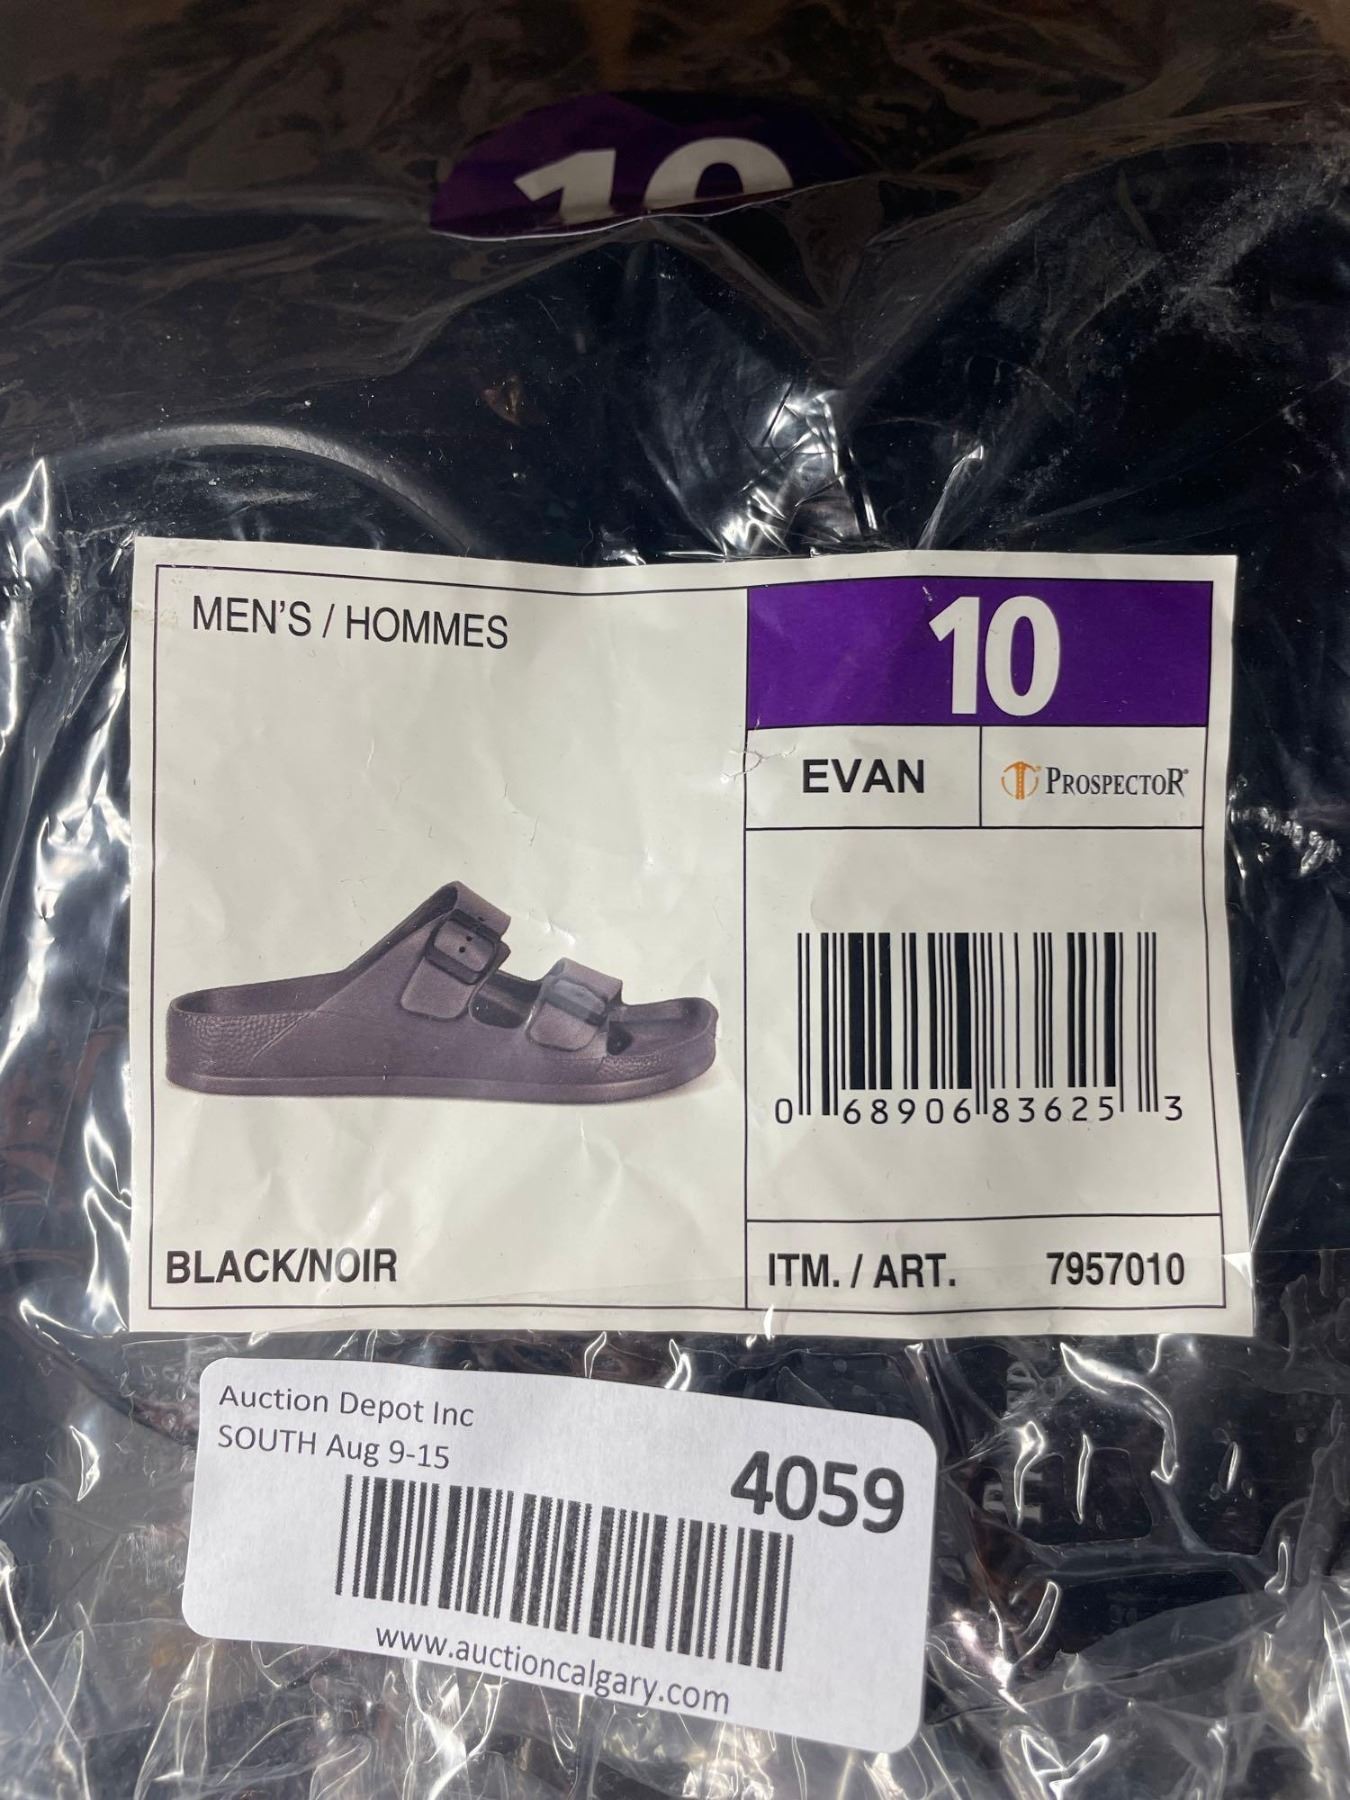 10
MEN'S / HOMMES
10
EVAN
PROSPECTOR®
0 68906 83625 3
BLACK/NOIR
ITM. / ART. 7957010
Auction Depot Inc
SOUTH Aug 9-15
4059
www.auctioncalgary.com